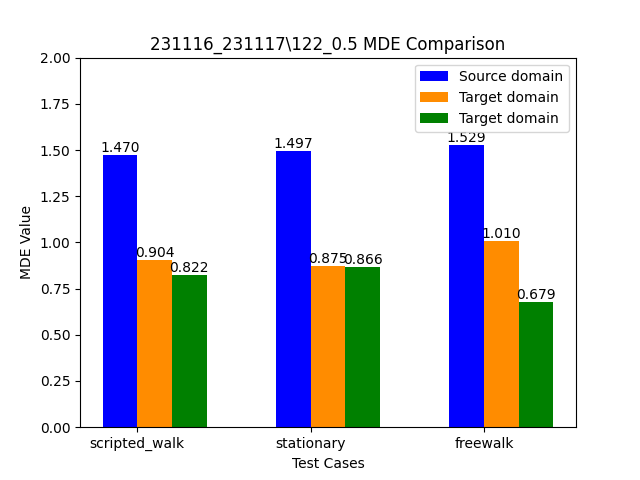 231116_231117\122_0.5 MDE Comparison
Source domain
Target domain
Target domain
MDE Value
2.00
1.75
1.50
1.25
1.00
0.75
0.50
0.25
0.00
1.470
0.904
0.822
1.497
0.875
0.866
1.529
1.010
0.679
scripted_walk
stationary
freewalk
Test Cases